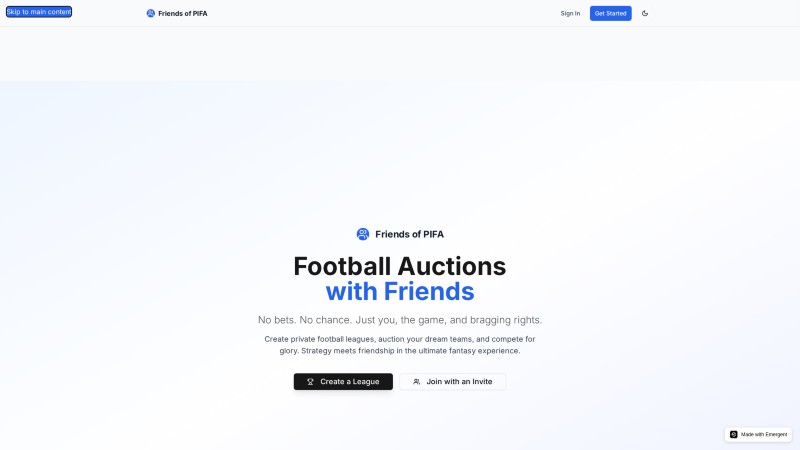 Skip to main content
Friends of PIFA
Sign In
Get Started
Friends of PIFA
Football Auctions
with Friends
No bets. No chance. Just you, the game, and bragging rights.
Create private football leagues, auction your dream teams, and compete for
glory. Strategy meets friendship in the ultimate fantasy experience.
Create a League
Join with an Invite
Made with Emergent